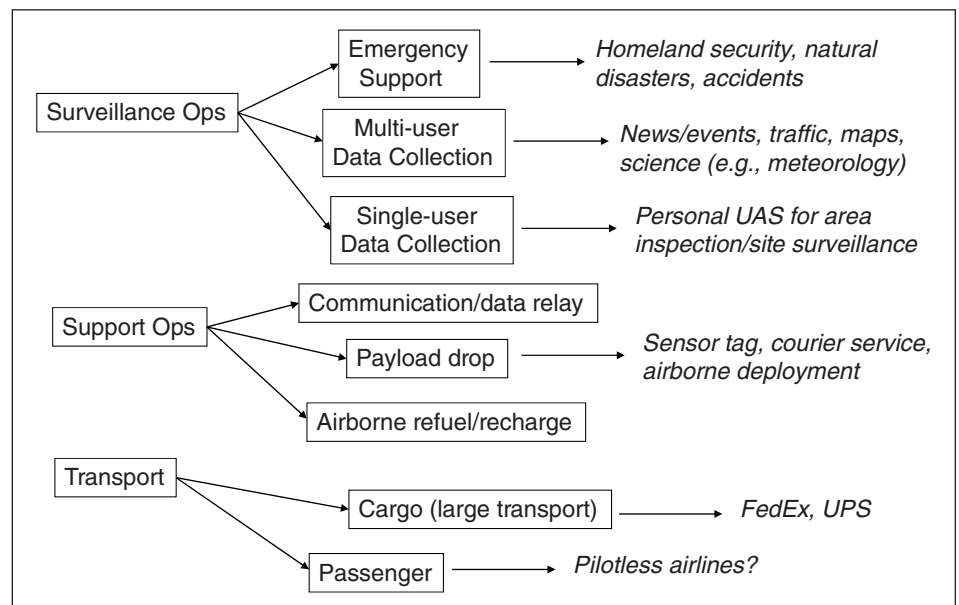 Emergency
Support
Homeland security, natural
disasters, accidents
Surveillance Ops
Multi-user
Data Collection
News/events, traffic, maps,
science (e.g., meteorology)
Single-user
Data Collection
Personal UAS for area
inspection/site surveillance
Communication/data relay
Support Ops
Payload drop
Sensor tag, courier service,
airborne deployment
Airborne refuel/recharge
Transport
Cargo (large transport)
FedEx, UPS
Passenger
Pilotless airlines?